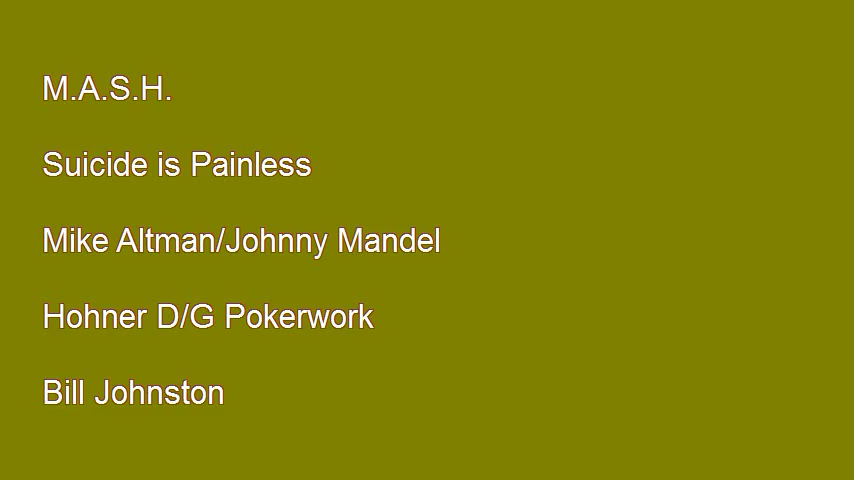 M.A.S.H.
Suicide is Painless
Mike Altman/Johnny Mandel
Hohner D/G Pokerwork
Bill Johnston